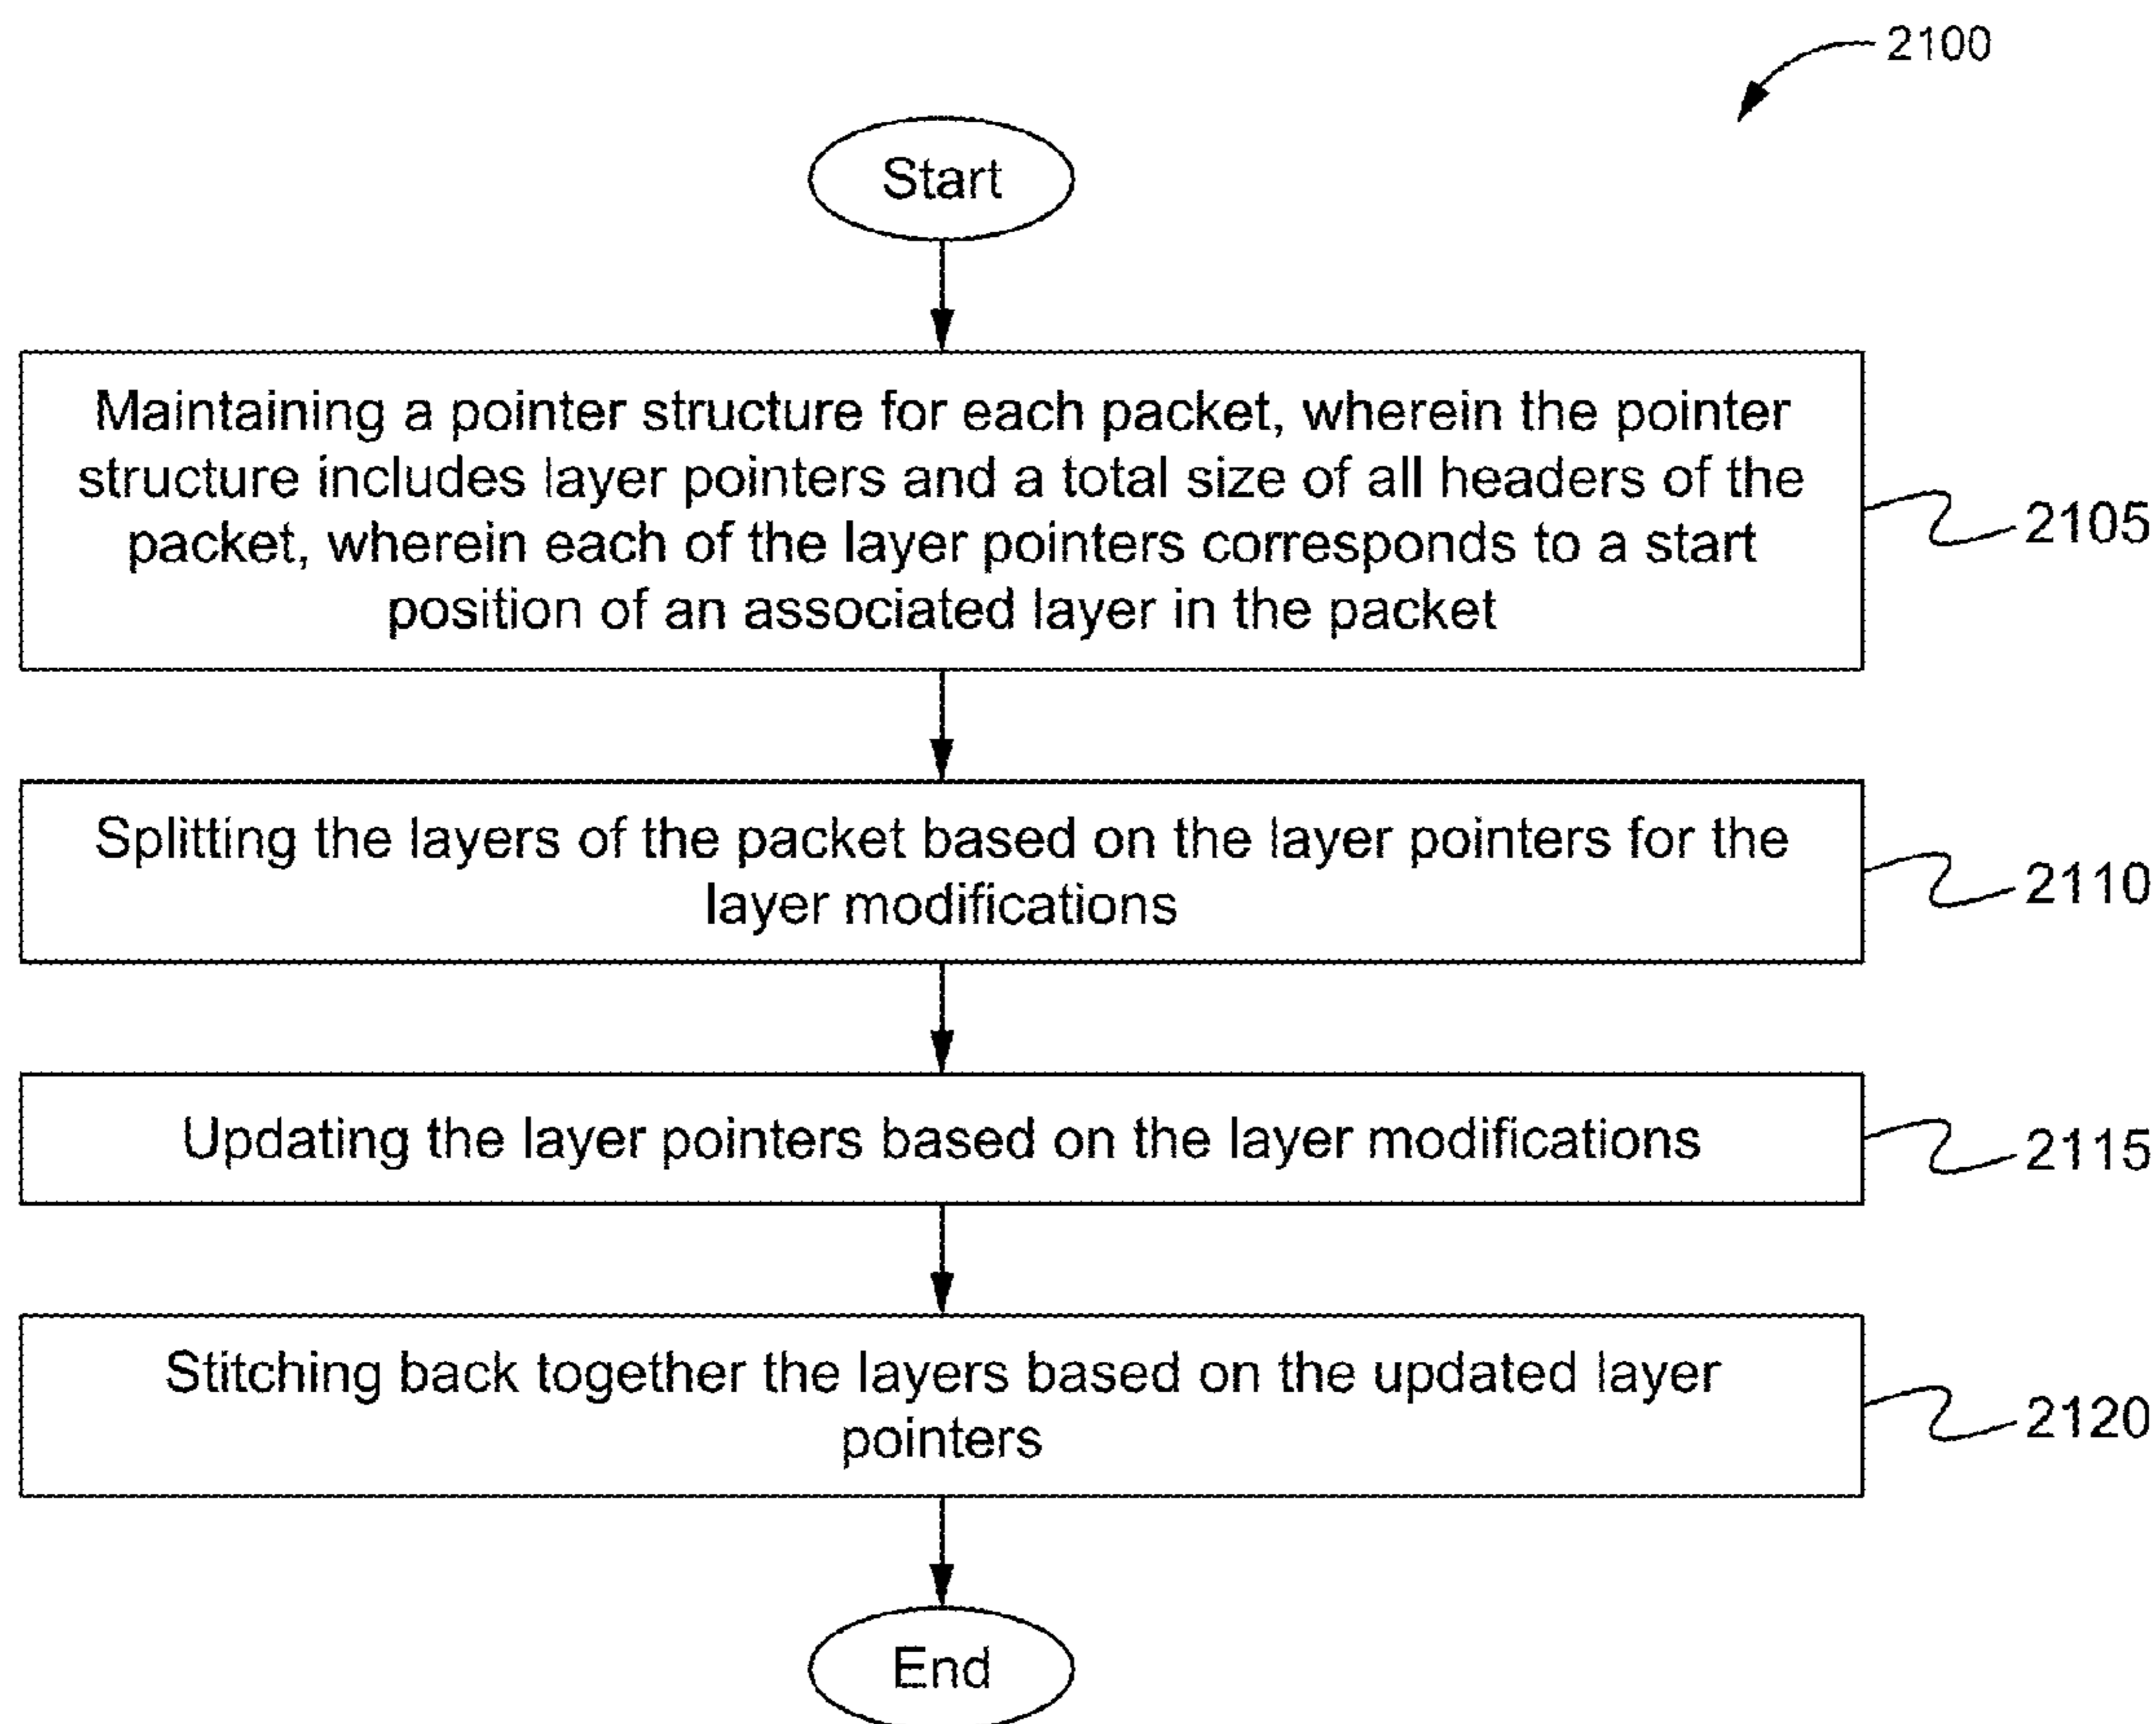 2100
Start
Maintaining a pointer structure for each packet, wherein the pointer
structure includes layer pointers and a total size of all headers of the
packet, wherein each of the layer pointers corresponds to a start
position of an associated layer in the packet
2105
Splitting the layers of the packet based on the layer pointers for the
layer modifications
2110
Updating the layer pointers based on the layer modifications
2115
Stitching back together the layers based on the updated layer
pointers
2120
End